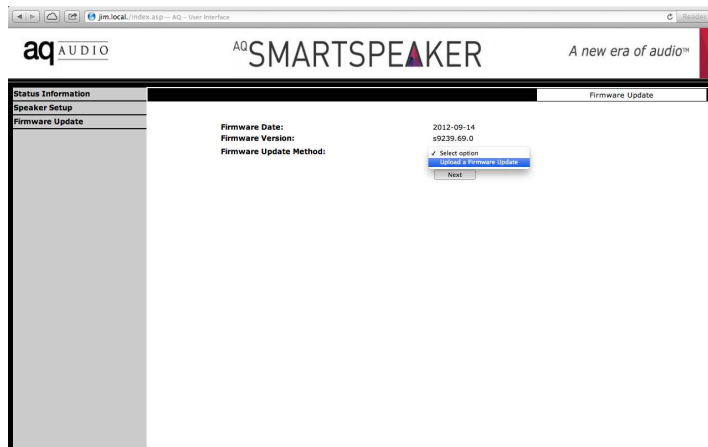 jim.local./index.asp — AQ – User Interface
Reader
aq AUDIO
AQSMARTSPEAKER
A new era of audio™
Status Information
Speaker Setup
Firmware Update
Firmware Update
Firmware Date: 2012-09-14
Firmware Version: s9239.69.0
Firmware Update Method:
✓ Select option
Upload a Firmware Update
Next